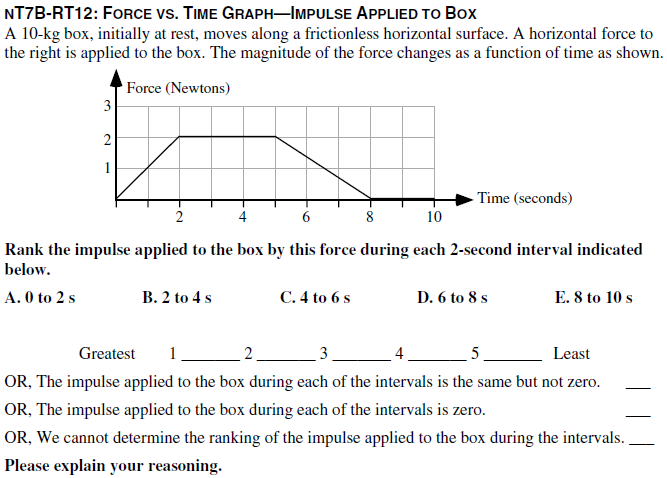 NT7B-RT12: FORCE VS. TIME GRAPH—IMPULSE APPLIED TO BOX
A 10-kg box, initially at rest, moves along a frictionless horizontal surface. A horizontal force to
the right is applied to the box. The magnitude of the force changes as a function of time as shown.
Force (Newtons)
3
2
1
Time (seconds)
2 4 6 8 10
Rank the impulse applied to the box by this force during each 2-second interval indicated
below.
A. 0 to 2 s B. 2 to 4 s C. 4 to 6 s D. 6 to 8 s E. 8 to 10 s
Greatest 1 ______ 2 ______ 3 ______ 4 ______ 5 ______ Least
OR, The impulse applied to the box during each of the intervals is the same but not zero. ___
OR, The impulse applied to the box during each of the intervals is zero. ___
OR, We cannot determine the ranking of the impulse applied to the box during the intervals. ___
Please explain your reasoning.